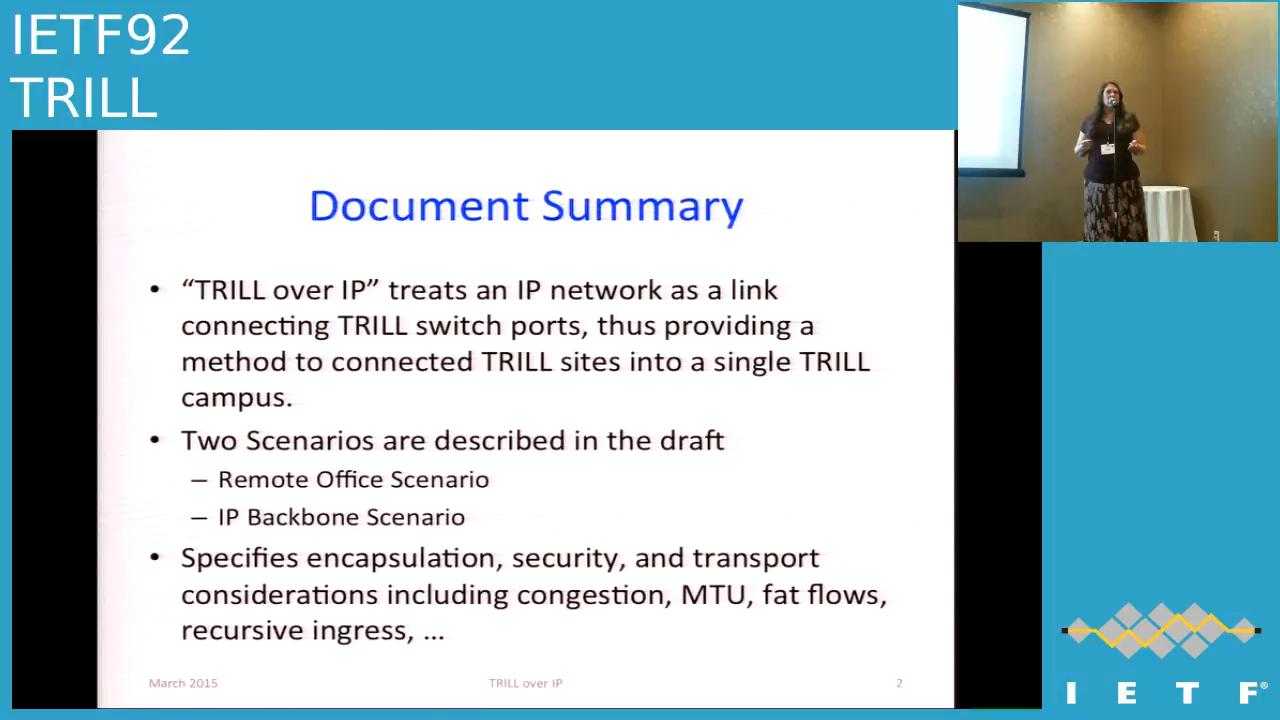 IETF92
TRILL
Document Summary
• “TRILL over IP” treats an IP network as a link
connecting TRILL switch ports, thus providing a
method to connected TRILL sites into a single TRILL
campus.
• Two Scenarios are described in the draft
– Remote Office Scenario
– IP Backbone Scenario
• Specifies encapsulation, security, and transport
considerations including congestion, MTU, fat flows,
recursive ingress, ...
March 2015 TRILL over IP 2
I E T F®